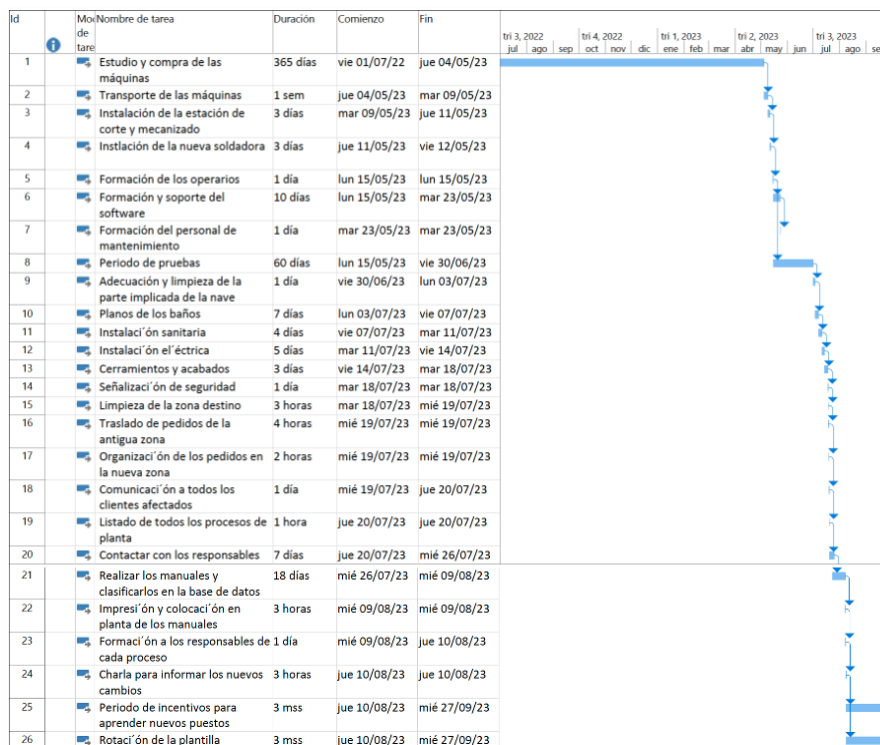 Id Mo Nombre de tarea Duración Comienzo Fin
de
tare
tri 3, 2022 tri 4, 2022 tri 1, 2023 tri 2, 2023 tri 3, 2023
jul ago sep oct nov dic ene feb mar abr may jun jul ago se
1 Estudio y compra de las 365 días vie 01/07/22 jue 04/05/23
máquinas
2 Transporte de las máquinas 1 sem jue 04/05/23 mar 09/05/23
3 Instalación de la estación de 3 días mar 09/05/23 jue 11/05/23
corte y mecanizado
4 Instlación de la nueva soldadora 3 días jue 11/05/23 vie 12/05/23
5 Formación de los operarios 1 día lun 15/05/23 lun 15/05/23
6 Formación y soporte del 10 días lun 15/05/23 mar 23/05/23
software
7 Formación del personal de 1 día mar 23/05/23 mar 23/05/23
mantenimiento
8 Periodo de pruebas 60 días lun 15/05/23 vie 30/06/23
9 Adecuación y limpieza de la 1 día vie 30/06/23 lun 03/07/23
parte implicada de la nave
10 Planos de los baños 7 días lun 03/07/23 vie 07/07/23
11 Instalaci´ón sanitaria 4 días vie 07/07/23 mar 11/07/23
12 Instalaci´ón el´éctrica 5 días mar 11/07/23 vie 14/07/23
13 Cerramientos y acabados 3 días vie 14/07/23 mar 18/07/23
14 Señalizaci´ón de seguridad 1 día mar 18/07/23 mar 18/07/23
15 Limpieza de la zona destino 3 horas mar 18/07/23 mié 19/07/23
16 Traslado de pedidos de la 4 horas mié 19/07/23 mié 19/07/23
antigua zona
17 Organizaci´ón de los pedidos en 2 horas mié 19/07/23 mié 19/07/23
la nueva zona
18 Comunicaci´ón a todos los 1 día mié 19/07/23 jue 20/07/23
clientes afectados
19 Listado de todos los procesos de 1 hora jue 20/07/23 jue 20/07/23
planta
20 Contactar con los responsables 7 días jue 20/07/23 mié 26/07/23
21 Realizar los manuales y 18 días mié 26/07/23 mié 09/08/23
clasificarlos en la base de datos
22 Impresi´ón y colocaci´ón en 3 horas mié 09/08/23 mié 09/08/23
planta de los manuales
23 Formaci´ón a los responsables de 1 día mié 09/08/23 jue 10/08/23
cada proceso
24 Charla para informar los nuevos 3 horas jue 10/08/23 jue 10/08/23
cambios
25 Periodo de incentivos para 3 mss jue 10/08/23 mié 27/09/23
aprender nuevos puestos
26 Rotaci´ón de la plantilla 3 mss jue 10/08/23 mié 27/09/23